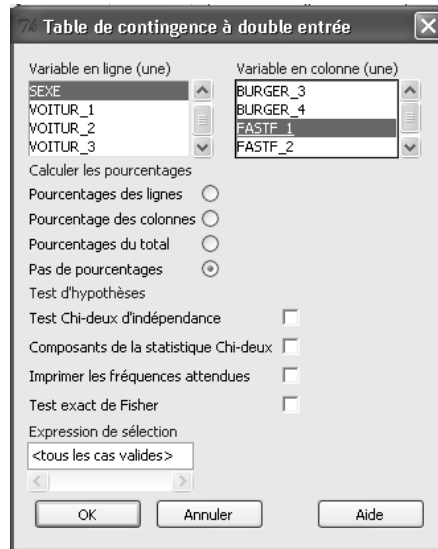 Table de contingence à double entrée
Variable en ligne (une)
SEXE
VOITUR_1
VOITUR_2
VOITUR_3
Variable en colonne (une)
BURGER_3
BURGER_4
FASTF_1
FASTF_2
Calculer les pourcentages
Pourcentages des lignes
Pourcentage des colonnes
Pourcentages du total
Pas de pourcentages
Test d'hypothèses
Test Chi-deux d'indépendance
Composants de la statistique Chi-deux
Imprimer les fréquences attendues
Test exact de Fisher
Expression de sélection
<tous les cas valides>
OK
Annuler
Aide